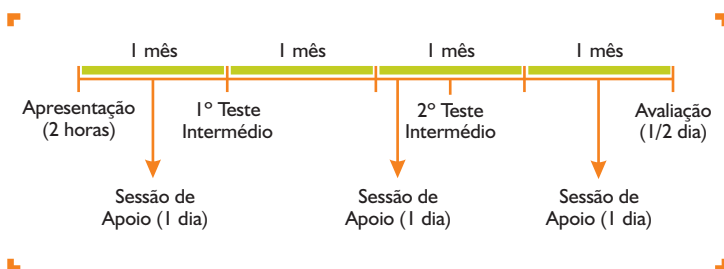 1 mês
1 mês
1 mês
1 mês
Apresentação
(2 horas)
1º Teste
Intermédio
2º Teste
Intermédio
Avaliação
(1/2 dia)
Sessão de
Apoio (1 dia)
Sessão de
Apoio (1 dia)
Sessão de
Apoio (1 dia)